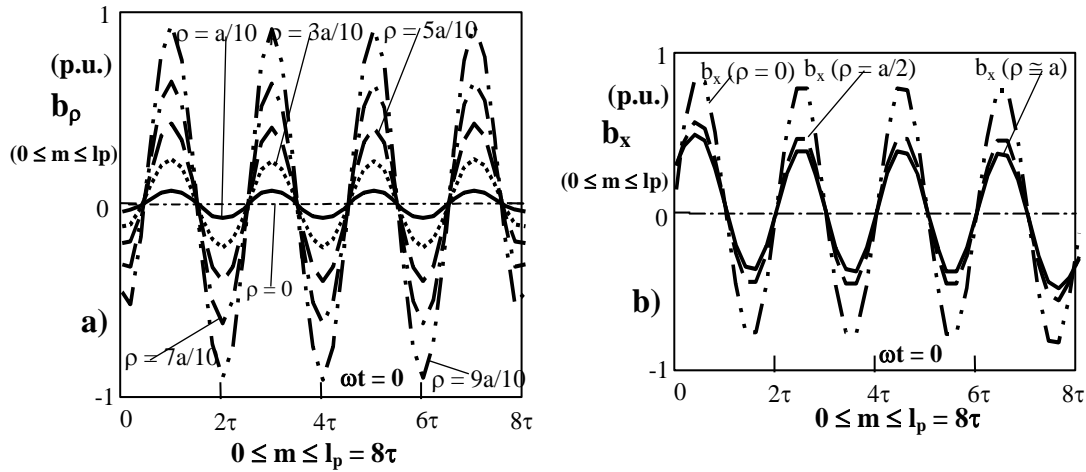 1
ρ = a/10
3a/10
ρ = 5a/10
(p.u.)
bρ
(0 ≤ m ≤ lp)
0
ρ = 0
a)
ρ = 7a/10
ωt = 0
ρ = 9a/10
-1
0
2τ
4τ
6τ
8τ
0 ≤ m ≤ lp = 8τ
1
bx (ρ = 0)
bx (ρ = a/2)
bx (ρ ≃ a)
(p.u.)
bx
(0 ≤ m ≤ lp)
0
b)
ωt = 0
-1
0
2τ
4τ
6τ
8τ
0 ≤ m ≤ lp = 8τ